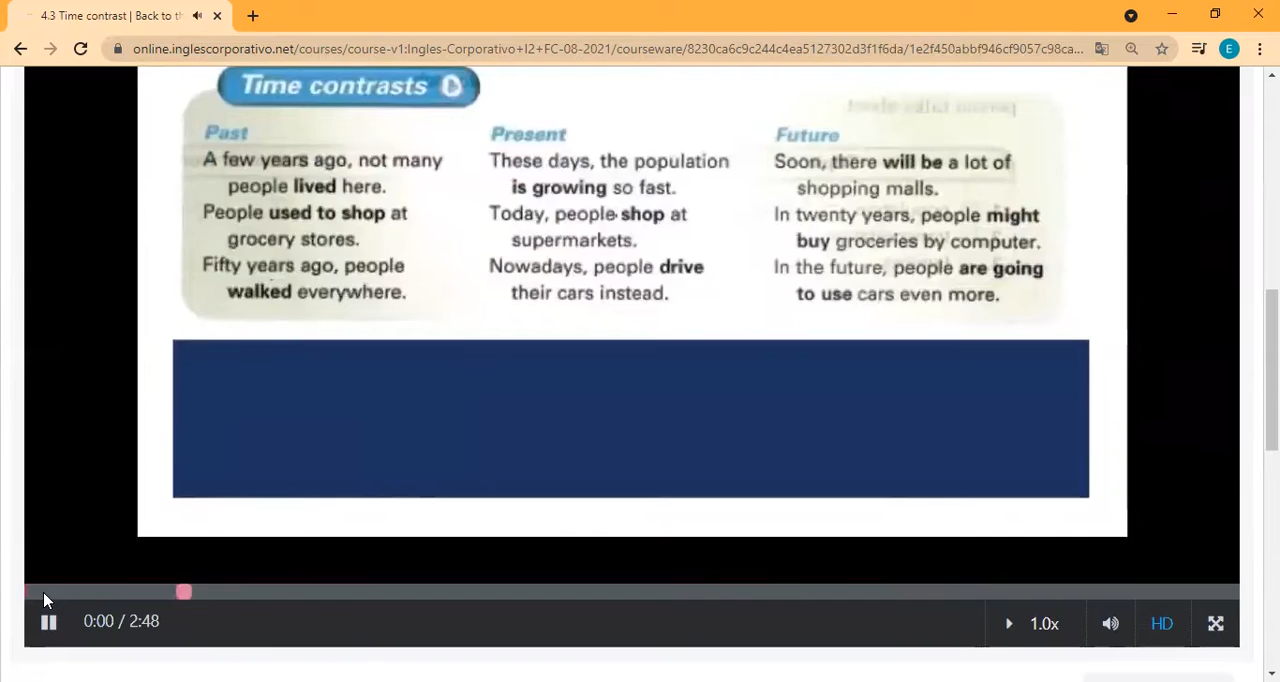 4.3 Time contrast | Back to th
online.inglescorporativo.net/courses/course-v1:Ingles-Corporativo+I2+FC-08-2021/courseware/8230ca6c9c244c4ea5127302d3f1f6da/1e2f450abbf946cf9057c98ca...
E
Time contrasts
Past
A few years ago, not many
people lived here.
People used to shop at
grocery stores.
Fifty years ago, people
walked everywhere.
Present
These days, the population
is growing so fast.
Today, people shop at
supermarkets.
Nowadays, people drive
their cars instead.
Future
Soon, there will be a lot of
shopping malls.
In twenty years, people might
buy groceries by computer.
In the future, people are going
to use cars even more.
0:00 / 2:48
1.0x
HD